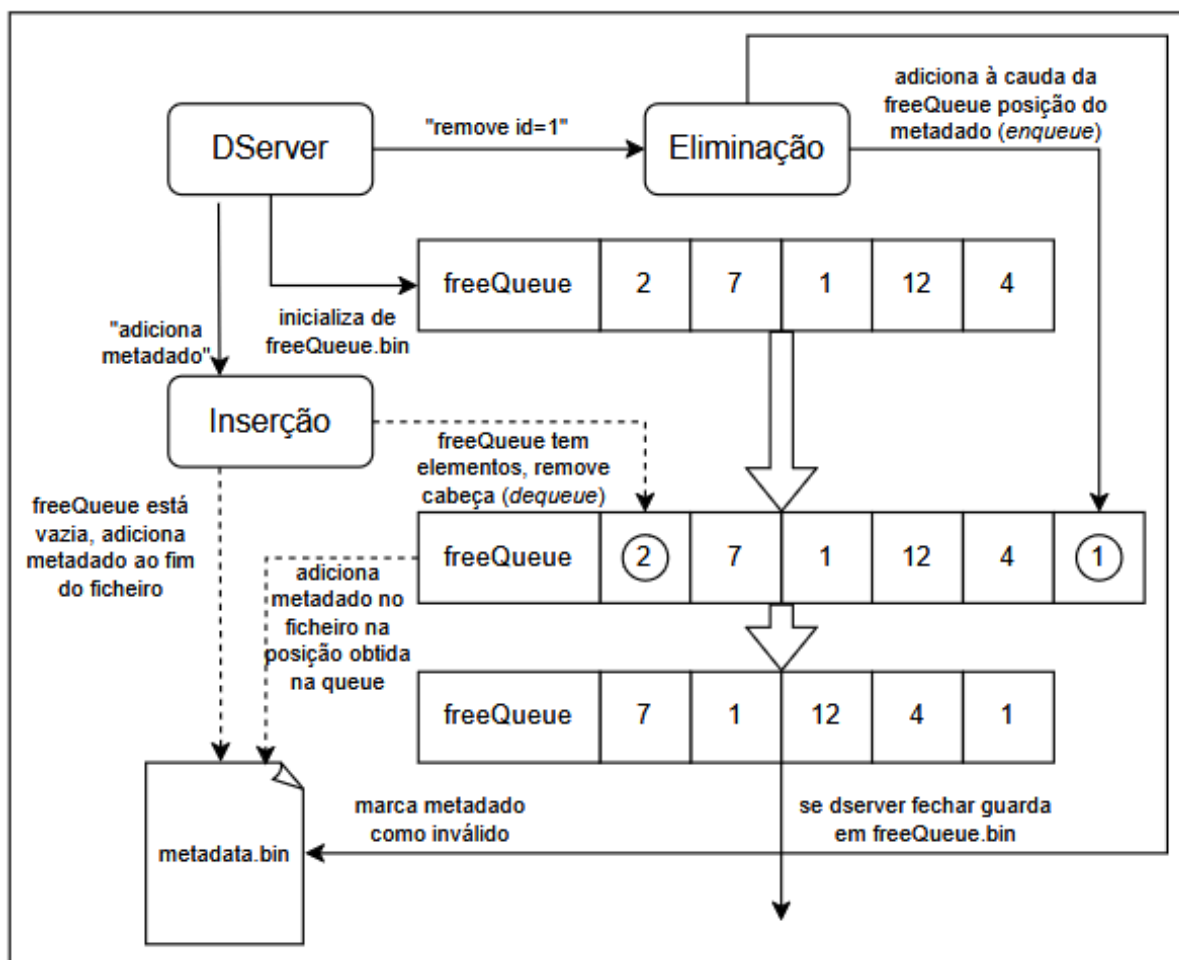 DServer
"remove id=1"
Eliminação
adiciona à cauda da
freeQueue posição do
metadado (enqueue)
freeQueue 2 7 1 12 4
inicializa de
freeQueue.bin
"adiciona
metadado"
Inserção
freeQueue tem
elementos, remove
cabeça (dequeue)
freeQueue está
vazia, adiciona
metadado ao fim
do ficheiro
freeQueue 2 7 1 12 4 1
adiciona
metadado no
ficheiro na
posição obtida
na queue
freeQueue 7 1 12 4 1
marca metadado
como inválido
se dserver fechar guarda
em freeQueue.bin
metadata.bin